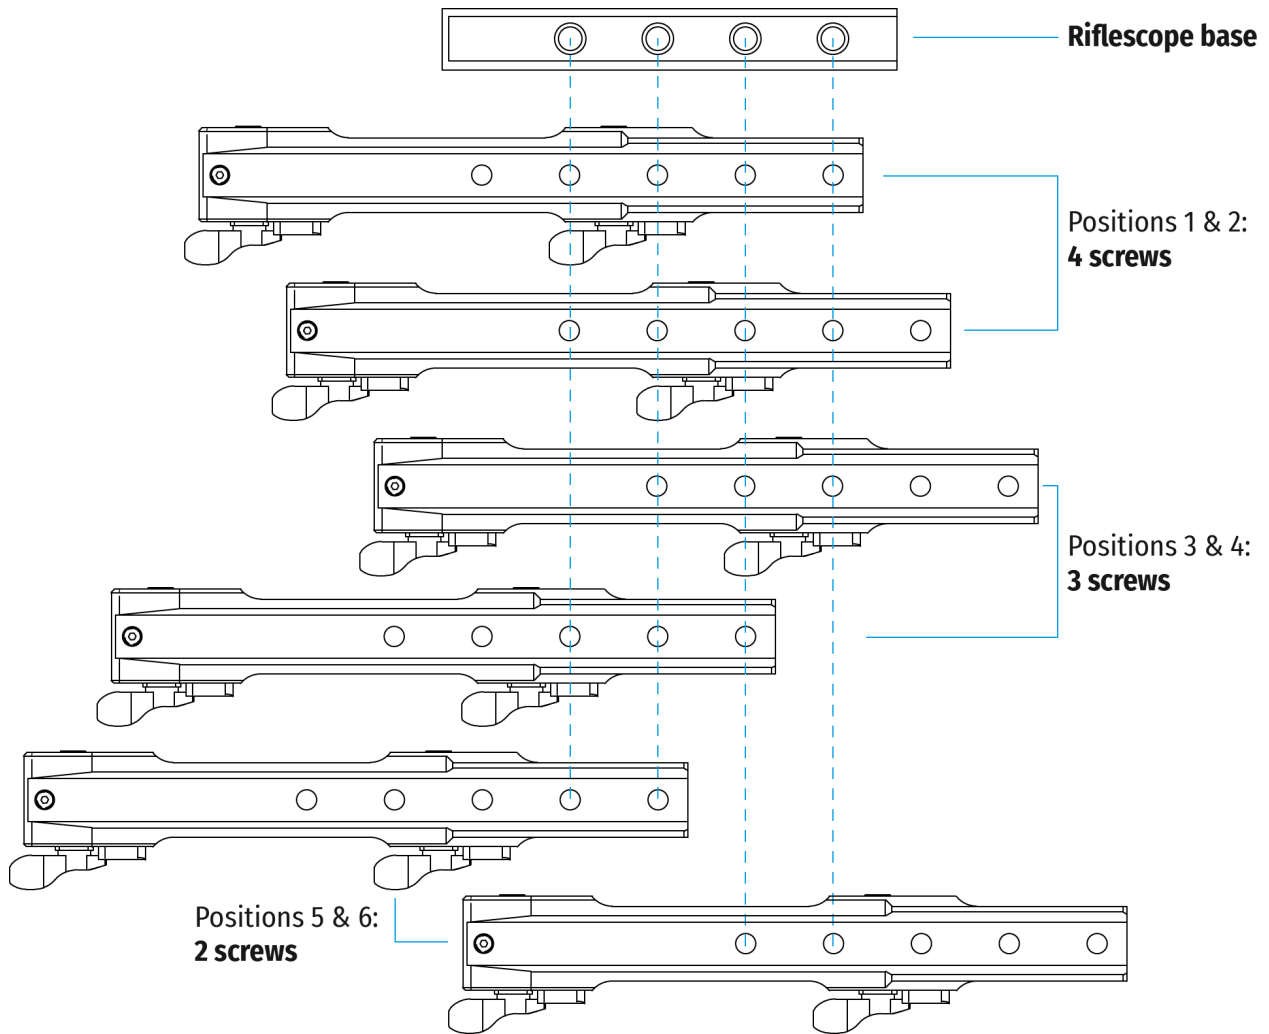 Riflescope base
Positions 1 & 2:
4 screws
Positions 3 & 4:
3 screws
Positions 5 & 6:
2 screws